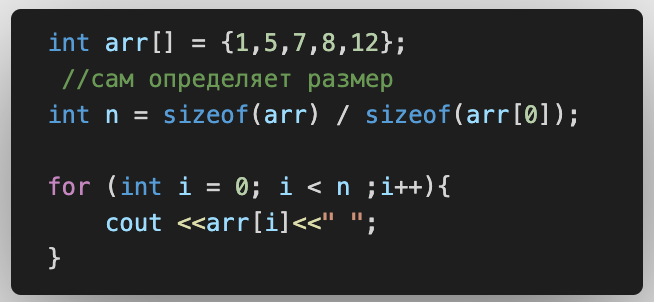 int arr[] = {1,5,7,8,12};
//сам определяет размер
int n = sizeof(arr) / sizeof(arr[0]);
for (int i = 0; i < n ;i++){
cout <<arr[i]<<" ";
}